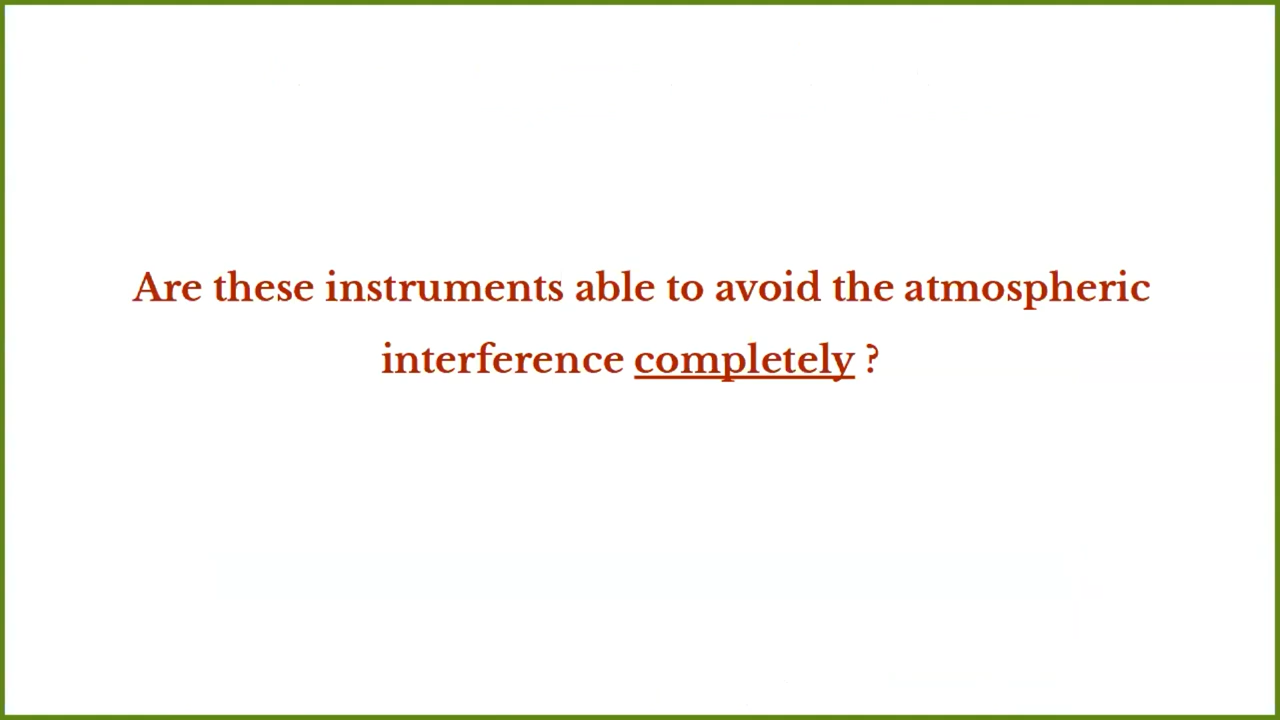 Are these instruments able to avoid the atmospheric
interference completely ?